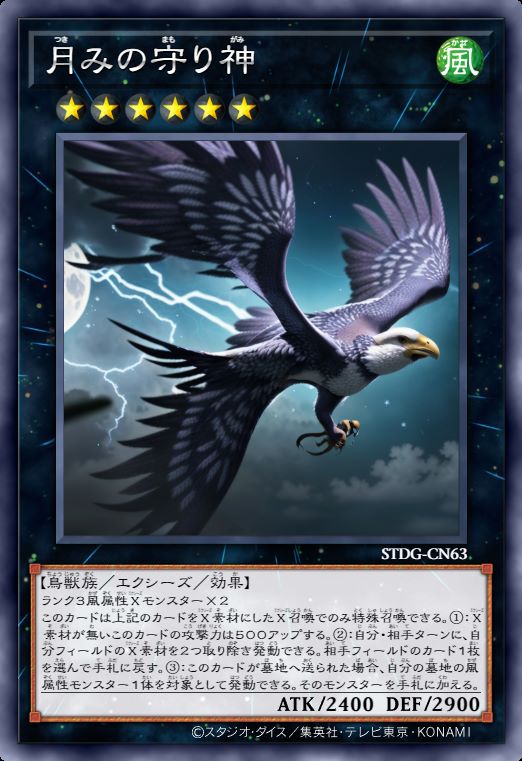 月みの守り神
風
STDG-CN63
【鳥獣族／エクシーズ／効果】
ランク3風属性Xモンスター×2
このカードは上記のカードをX素材にしたX召喚でのみ特殊召喚できる。①：X
素材が無いこのカードの攻撃力は500アップする。②：自分・相手ターンに、自
分フィールドのX素材を2つ取り除き発動できる。相手フィールドのカード1枚
を選んで手札に戻す。③：このカードが墓地へ送られた場合、自分の墓地の風
属性モンスター1体を対象として発動できる。そのモンスターを手札に加える。
ATK/2400 DEF/2900
©スタジオ・ダイス／集英社・テレビ東京・KONAMI